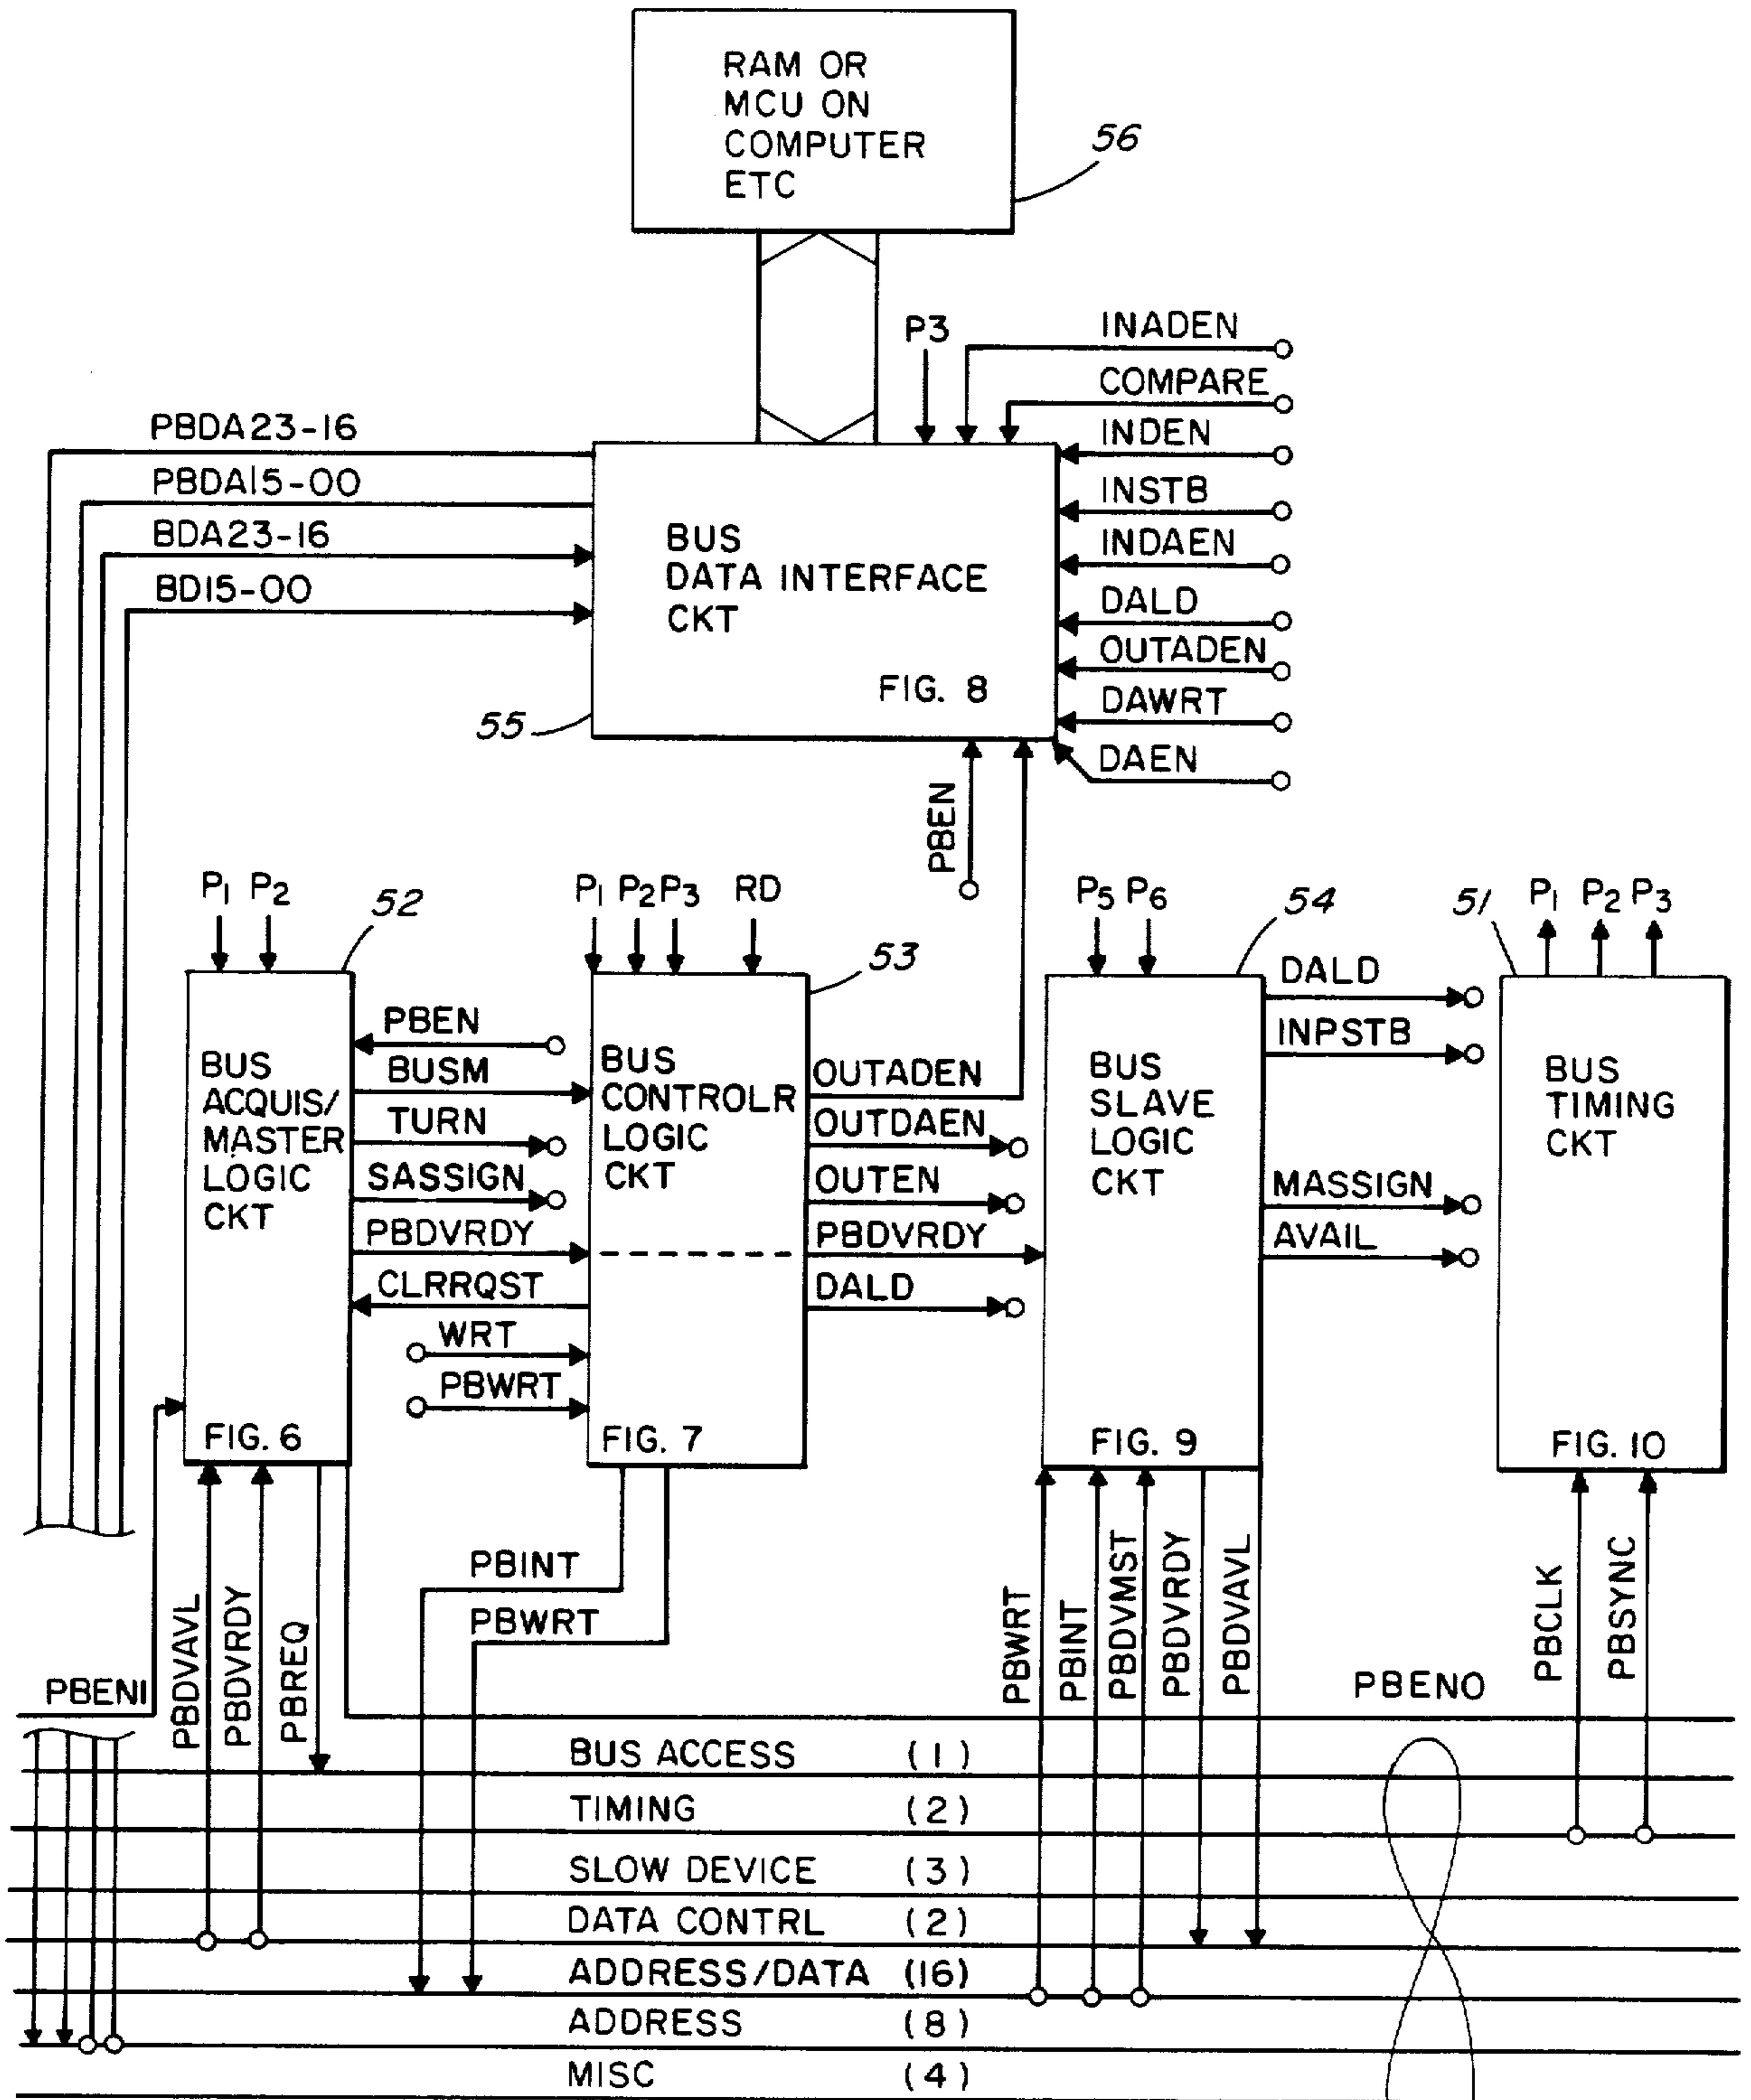 RAM OR
MCU ON
COMPUTER
ETC
56
P3
INADEN
COMPARE
INDEN
INSTB
INDAEN
DALD
OUTADEN
DAWRT
DAEN
PBDA23-16
PBDA15-00
BDA23-16
BD15-00
BUS
DATA INTERFACE
CKT
FIG. 8
55
PBEN
P1 P2
52
P1 P2 P3 RD
53
P5 P6
54
51
P1 P2 P3
BUS
ACQUIS/
MASTER
LOGIC
CKT
FIG. 6
PBEN
BUSM
TURN
SASSIGN
PBDVRDY
CLRRQST
WRT
PBWRT
BUS
CONTROLR
LOGIC
CKT
FIG. 7
OUTADEN
OUTDAEN
OUTEN
PBDVRDY
DALD
BUS
SLAVE
LOGIC
CKT
FIG. 9
DALD
INPSTB
MASSIGN
AVAIL
BUS
TIMING
CKT
FIG. 10
PBENI
PBDVAVL
PBDVRDY
PBREQ
PBINT
PBWRT
PBWRT
PBINT
PBDVMST
PBDVRDY
PBDVAVL
PBENO
PBCLK
PBSYNC
BUS ACCESS (1)
TIMING (2)
SLOW DEVICE (3)
DATA CONTRL (2)
ADDRESS/DATA (16)
ADDRESS (8)
MISC (4)